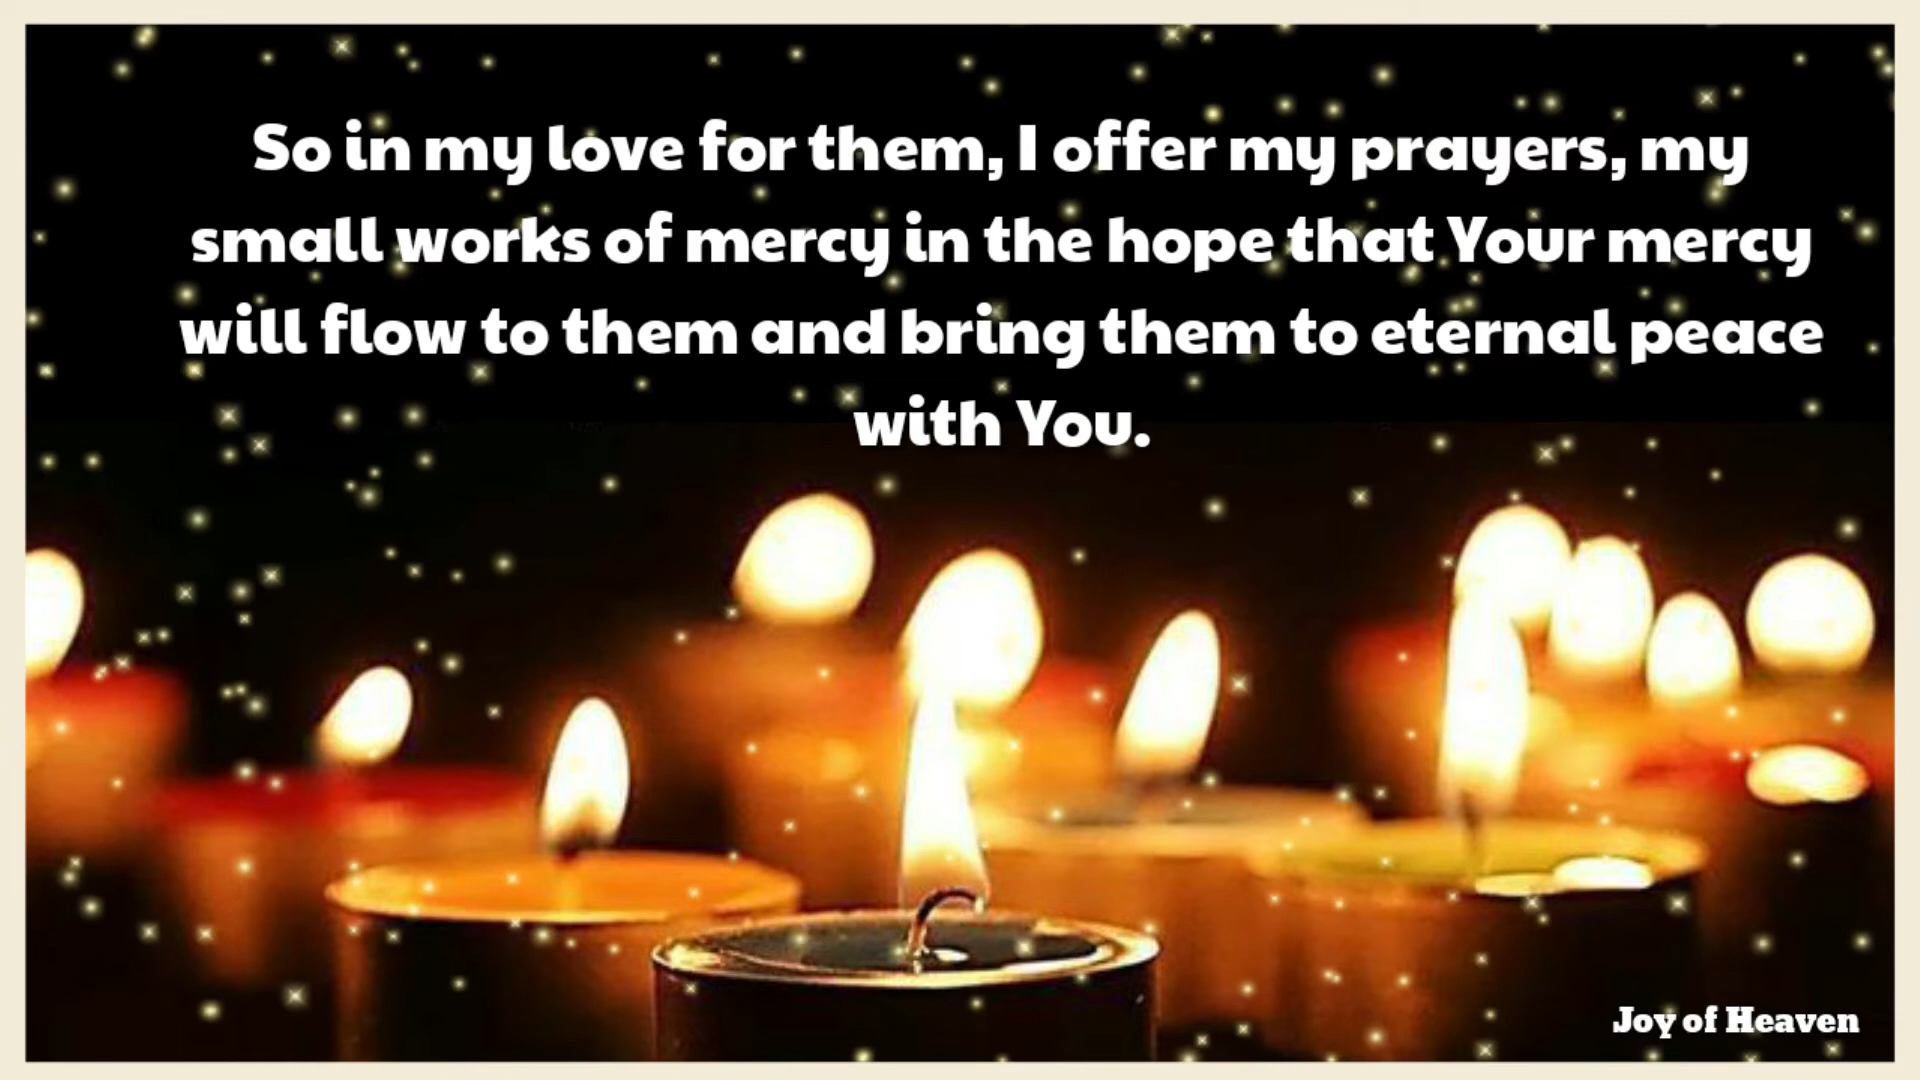 So in my love for them, I offer my prayers, my
small works of mercy in the hope that Your mercy
will flow to them and bring them to eternal peace
with You.
Joy of Heaven